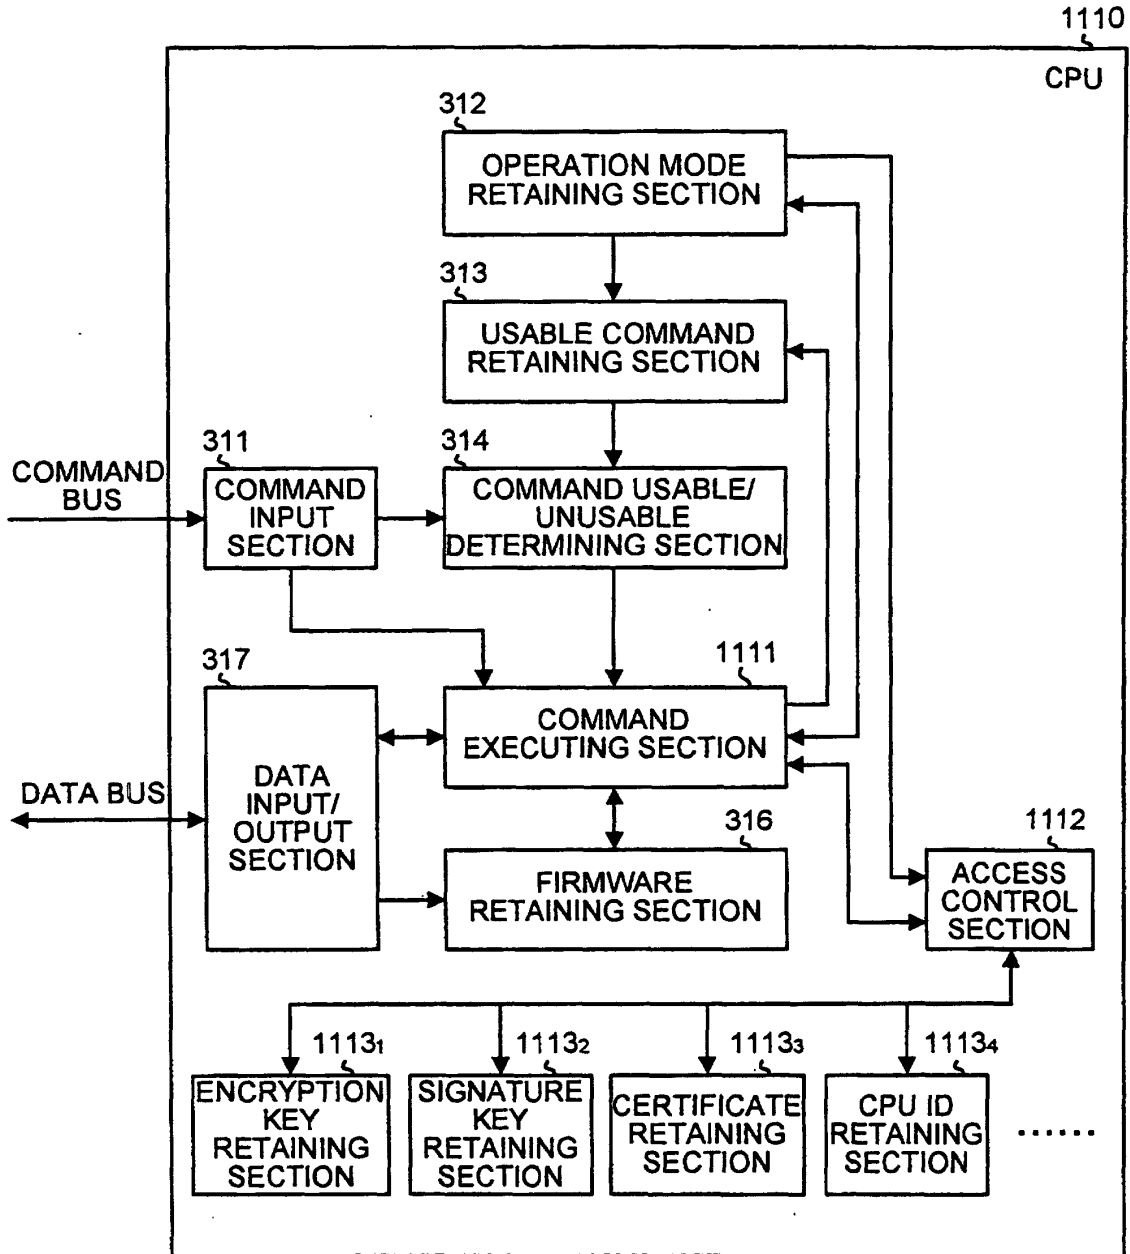 1110
CPU
312
OPERATION MODE
RETAINING SECTION
313
USABLE COMMAND
RETAINING SECTION
COMMAND
BUS
311
COMMAND
INPUT
SECTION
314
COMMAND USABLE/
UNUSABLE
DETERMINING SECTION
317
DATA BUS
DATA
INPUT/
OUTPUT
SECTION
1111
COMMAND
EXECUTING SECTION
316
FIRMWARE
RETAINING SECTION
1112
ACCESS
CONTROL
SECTION
1113₁
ENCRYPTION
KEY
RETAINING
SECTION
1113₂
SIGNATURE
KEY
RETAINING
SECTION
1113₃
CERTIFICATE
RETAINING
SECTION
1113₄
CPU ID
RETAINING
SECTION
......